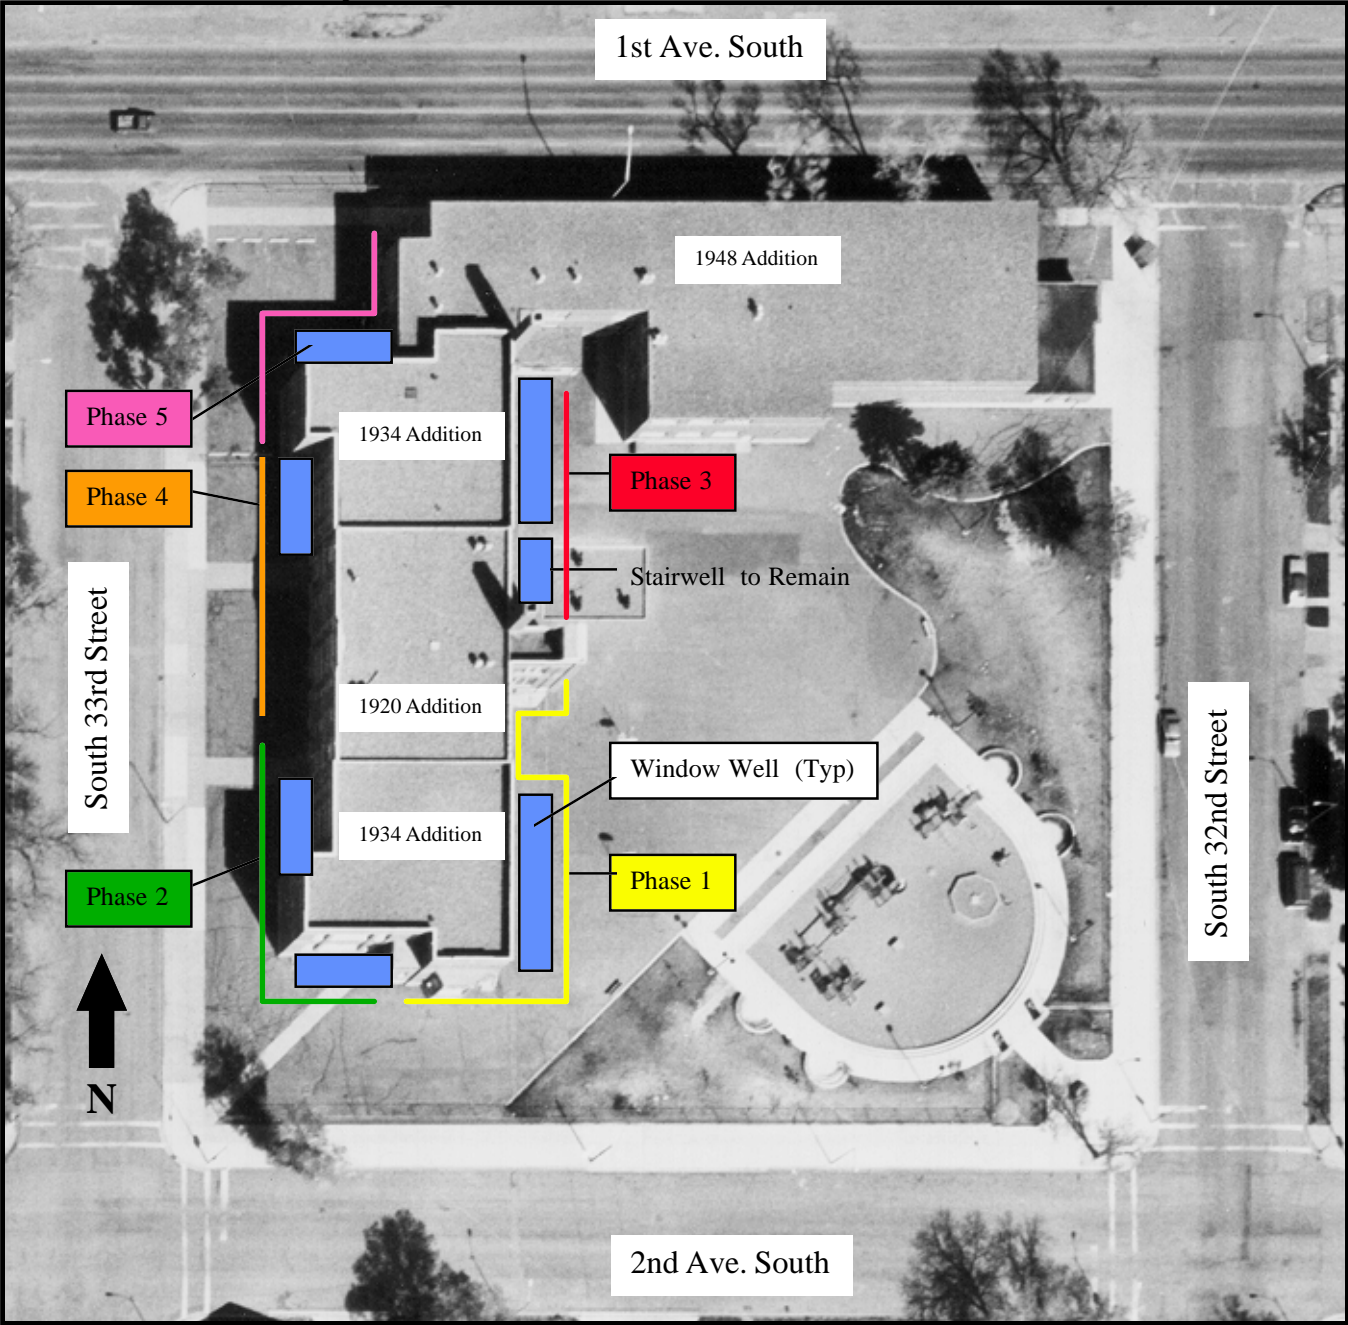 1st Ave. South
1948 Addition
Phase 5
1934 Addition
Phase 4
Phase 3
Stairwell to Remain
South 33rd Street
1920 Addition
South 32nd Street
Window Well (Typ)
1934 Addition
Phase 2
Phase 1
N
2nd Ave. South